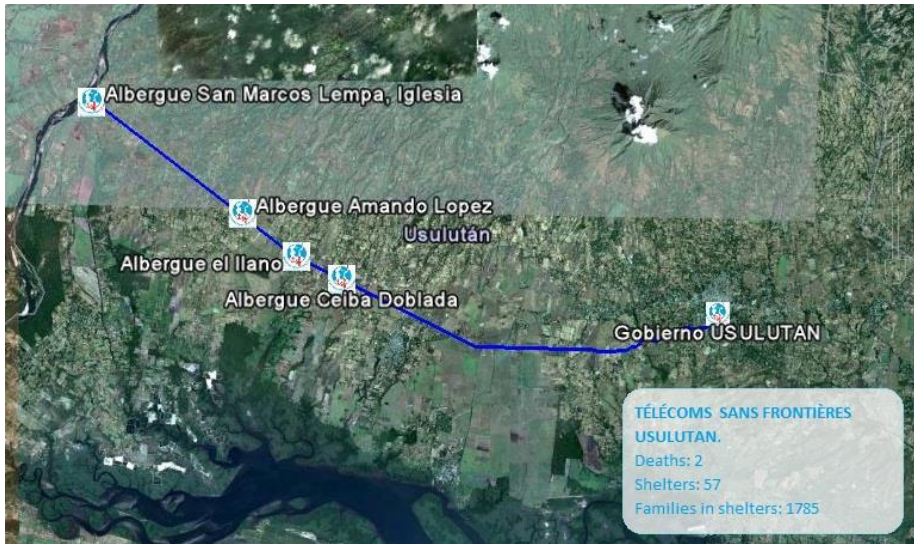 Albergue San Marcos Lempa, Iglesia
Albergue Amando Lopez
Usulután
Albergue el llano
Albergue Ceiba Doblada
Gobierno USULUTAN
TÉLÉCOMS SANS FRONTIÈRES
USULUTAN.
Deaths: 2
Shelters: 57
Families in shelters: 1785